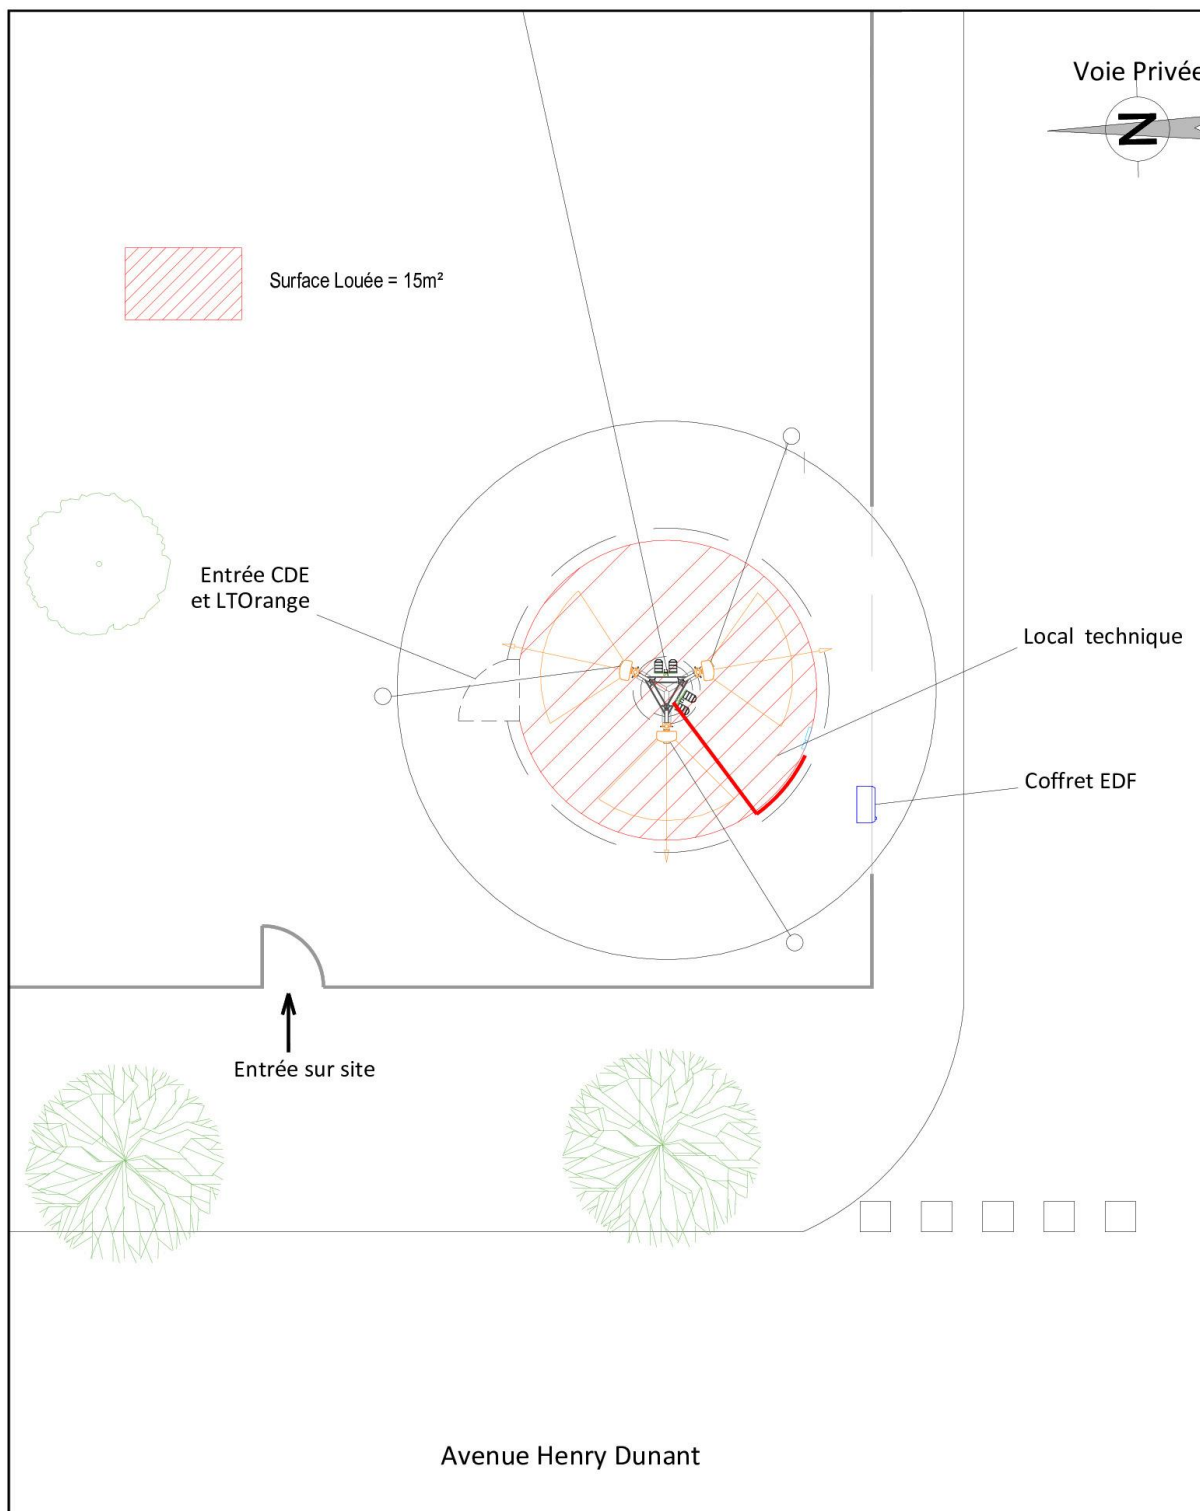 Voie Privée
N
Surface Louée = 15m²
Entrée CDE
et LTOrange
Local technique
Coffret EDF
Entrée sur site
Avenue Henry Dunant